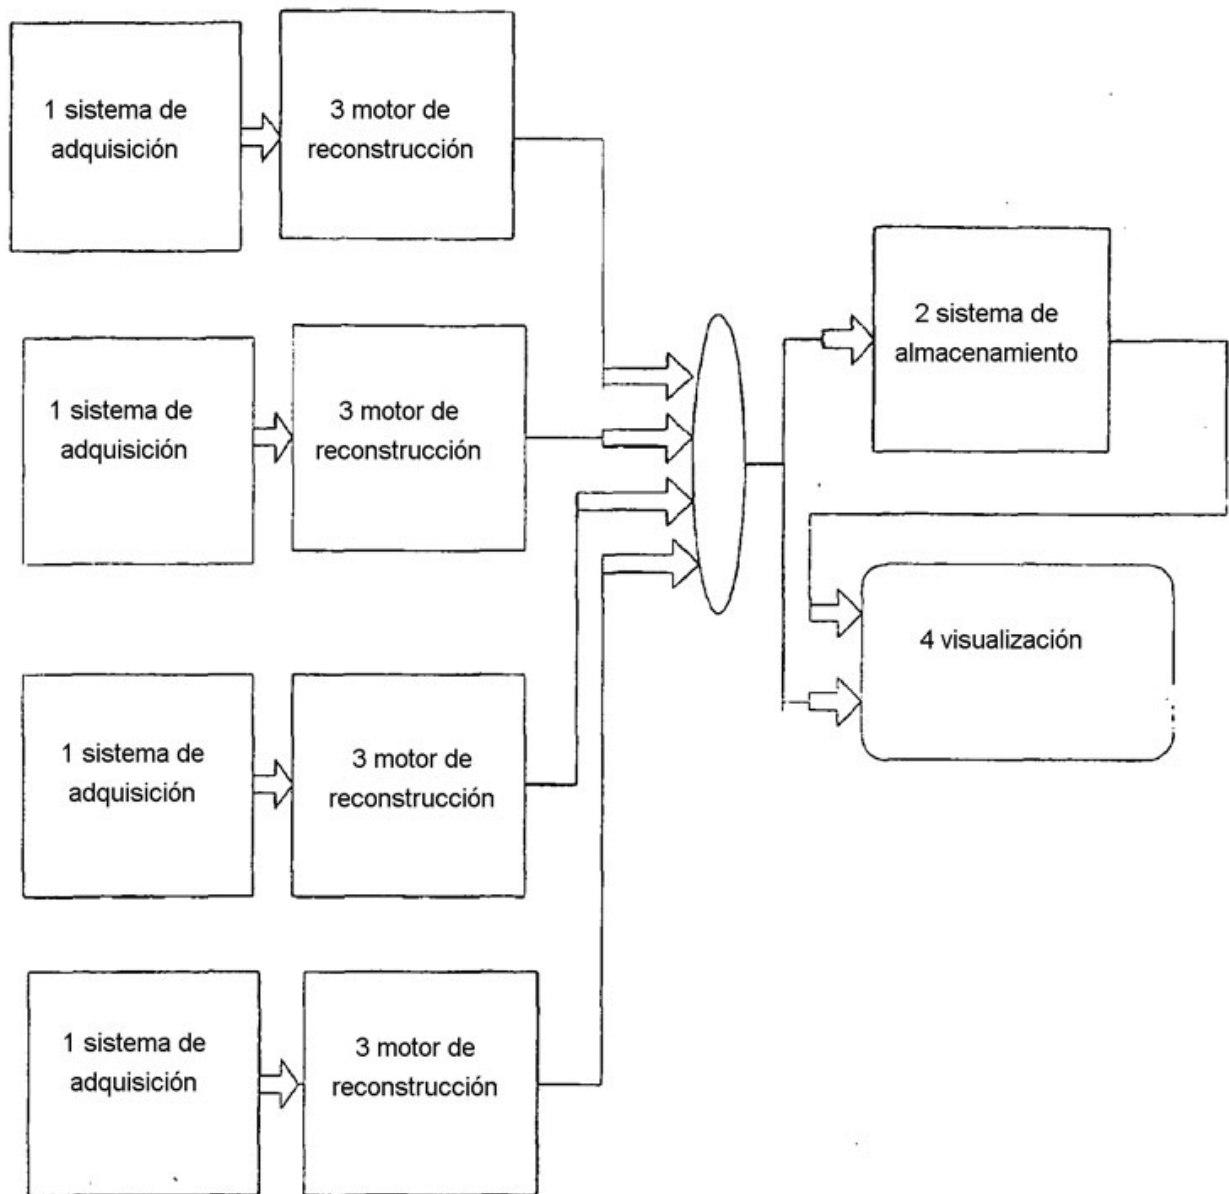 1 sistema de
adquisición
3 motor de
reconstrucción
2 sistema de
almacenamiento
1 sistema de
adquisición
3 motor de
reconstrucción
4 visualización
1 sistema de
adquisición
3 motor de
reconstrucción
1 sistema de
adquisición
3 motor de
reconstrucción